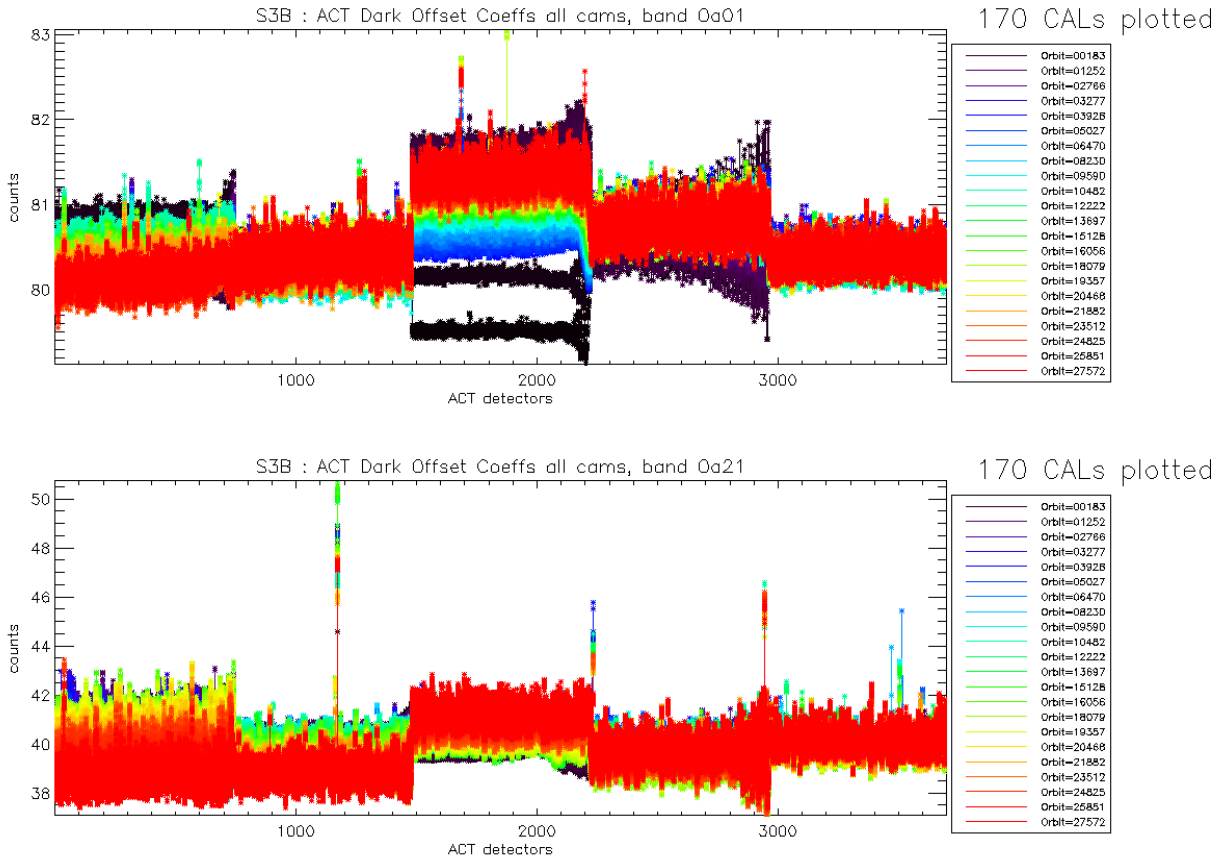 S3B : ACT Dark Offset Coeffs all cams, band Oa01
170 CALs plotted
83
82
81
80
counts
1000
2000
3000
ACT detectors
Orbit=00183
Orbit=01252
Orbit=02766
Orbit=03277
Orbit=03928
Orbit=05027
Orbit=06470
Orbit=08230
Orbit=09590
Orbit=10482
Orbit=12222
Orbit=13697
Orbit=15128
Orbit=16056
Orbit=18079
Orbit=19357
Orbit=20468
Orbit=21882
Orbit=23512
Orbit=24825
Orbit=25851
Orbit=27572
S3B : ACT Dark Offset Coeffs all cams, band Oa21
170 CALs plotted
50
48
46
44
42
40
38
counts
1000
2000
3000
ACT detectors
Orbit=00183
Orbit=01252
Orbit=02766
Orbit=03277
Orbit=03928
Orbit=05027
Orbit=06470
Orbit=08230
Orbit=09590
Orbit=10482
Orbit=12222
Orbit=13697
Orbit=15128
Orbit=16056
Orbit=18079
Orbit=19357
Orbit=20468
Orbit=21882
Orbit=23512
Orbit=24825
Orbit=25851
Orbit=27572